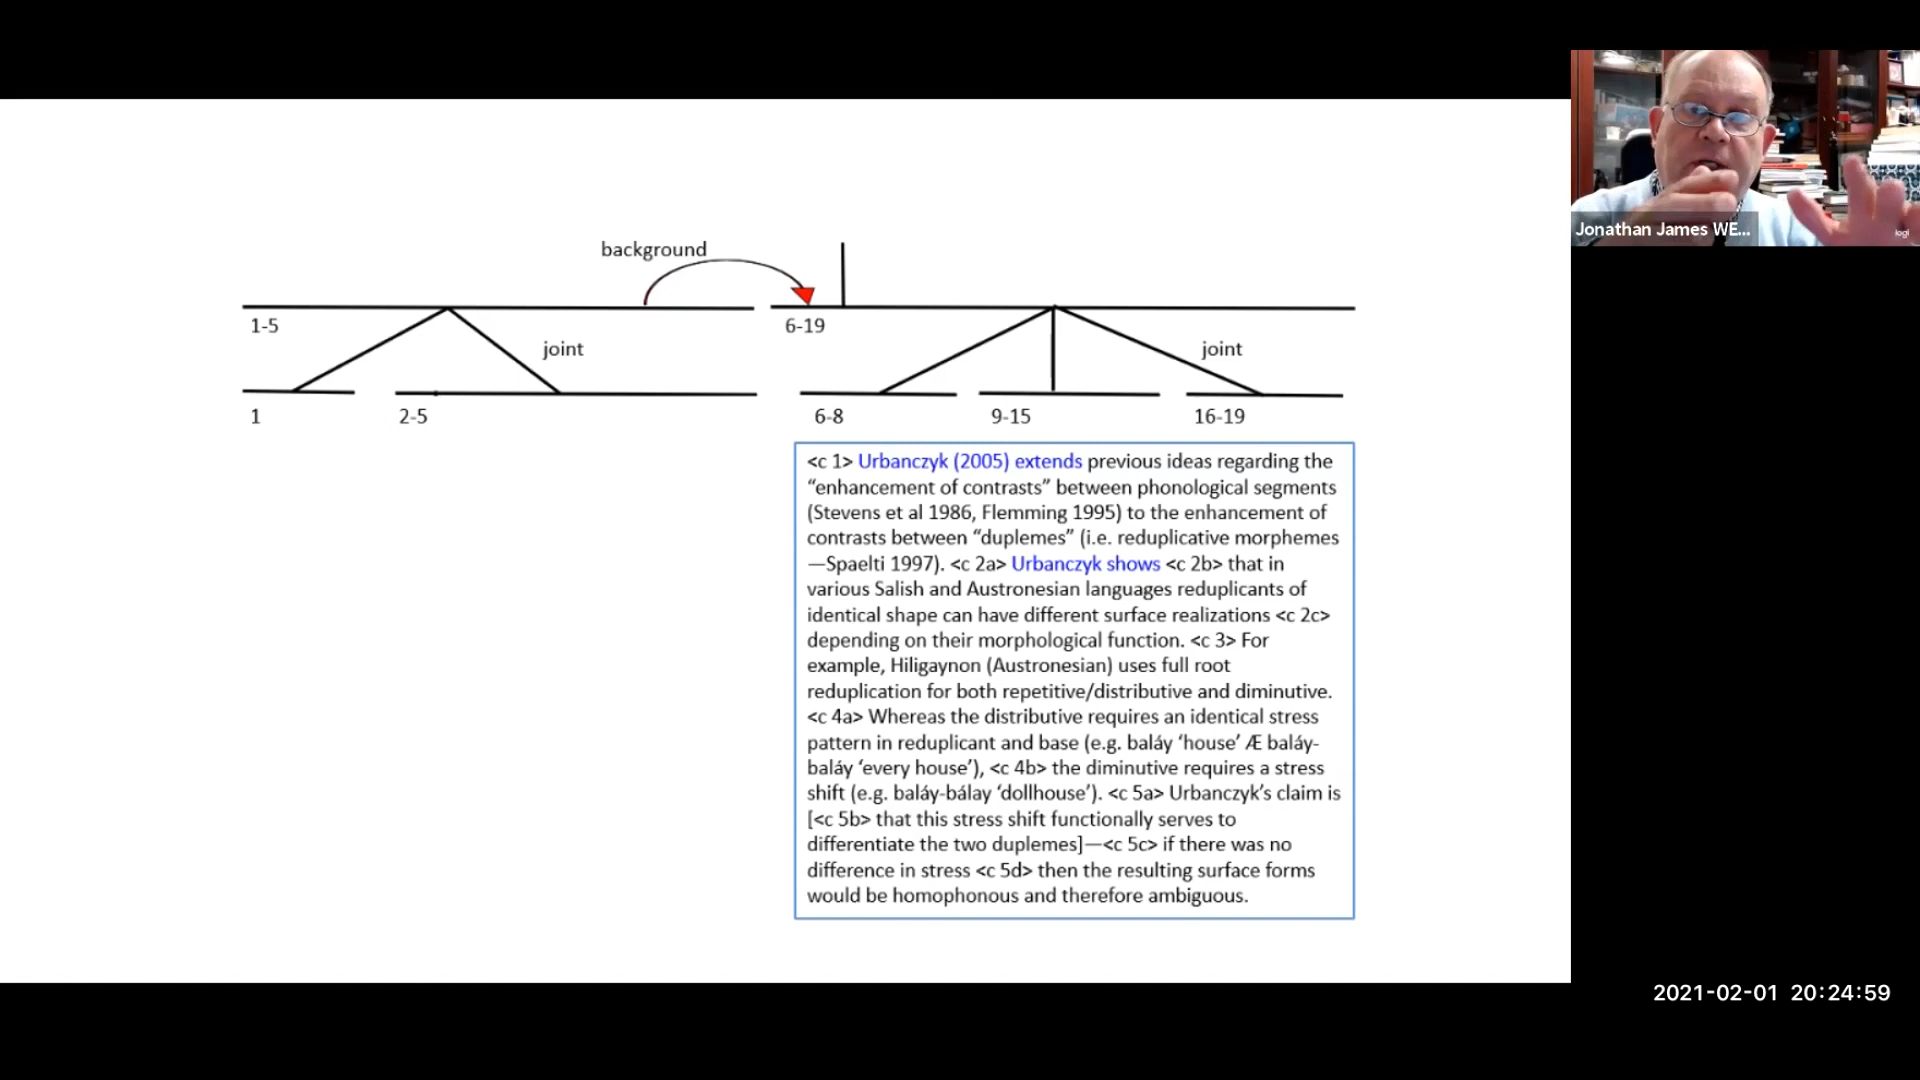 background
1-5
joint
6-19
joint
1
2-5
6-8
9-15
16-19
<c 1> Urbanczyk (2005) extends previous ideas regarding the
“enhancement of contrasts” between phonological segments
(Stevens et al 1986, Flemming 1995) to the enhancement of
contrasts between “duplemes” (i.e. reduplicative morphemes
—Spaelti 1997). <c 2a> Urbanczyk shows <c 2b> that in
various Salish and Austronesian languages reduplicants of
identical shape can have different surface realizations <c 2c>
depending on their morphological function. <c 3> For
example, Hiligaynon (Austronesian) uses full root
reduplication for both repetitive/distributive and diminutive.
<c 4a> Whereas the distributive requires an identical stress
pattern in reduplicant and base (e.g. baláy ‘house’ Æ baláy-
baláy ‘every house’), <c 4b> the diminutive requires a stress
shift (e.g. baláy-bálay ‘dollhouse’). <c 5a> Urbanczyk’s claim is
[<c 5b> that this stress shift functionally serves to
differentiate the two duplemes]—<c 5c> if there was no
difference in stress <c 5d> then the resulting surface forms
would be homophonous and therefore ambiguous.
Jonathan James WE...
logi
2021-02-01 20:24:59